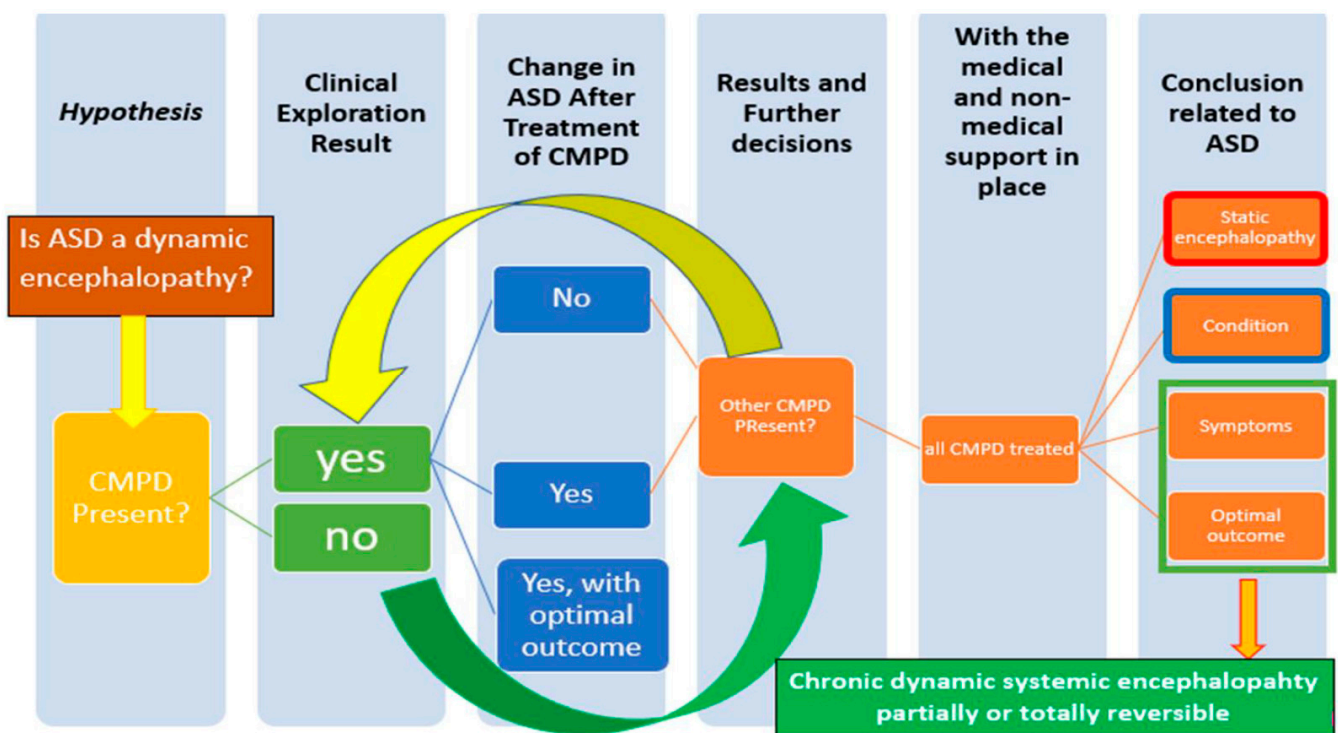 Hypothesis
Clinical
Exploration
Result
Change in
ASD After
Treatment
of CMPD
Results and
Further
decisions
With the
medical
and non-
medical
support in
place
Conclusion
related to
ASD
Is ASD a dynamic
encephalopathy?
CMPD
Present?
yes
no
No
Yes
Yes, with
optimal
outcome
Other CMPD
PResent?
all CMPD treated
Static
encephalopathy
Condition
Symptoms
Optimal
outcome
Chronic dynamic systemic encephalopahty
partially or totally reversible